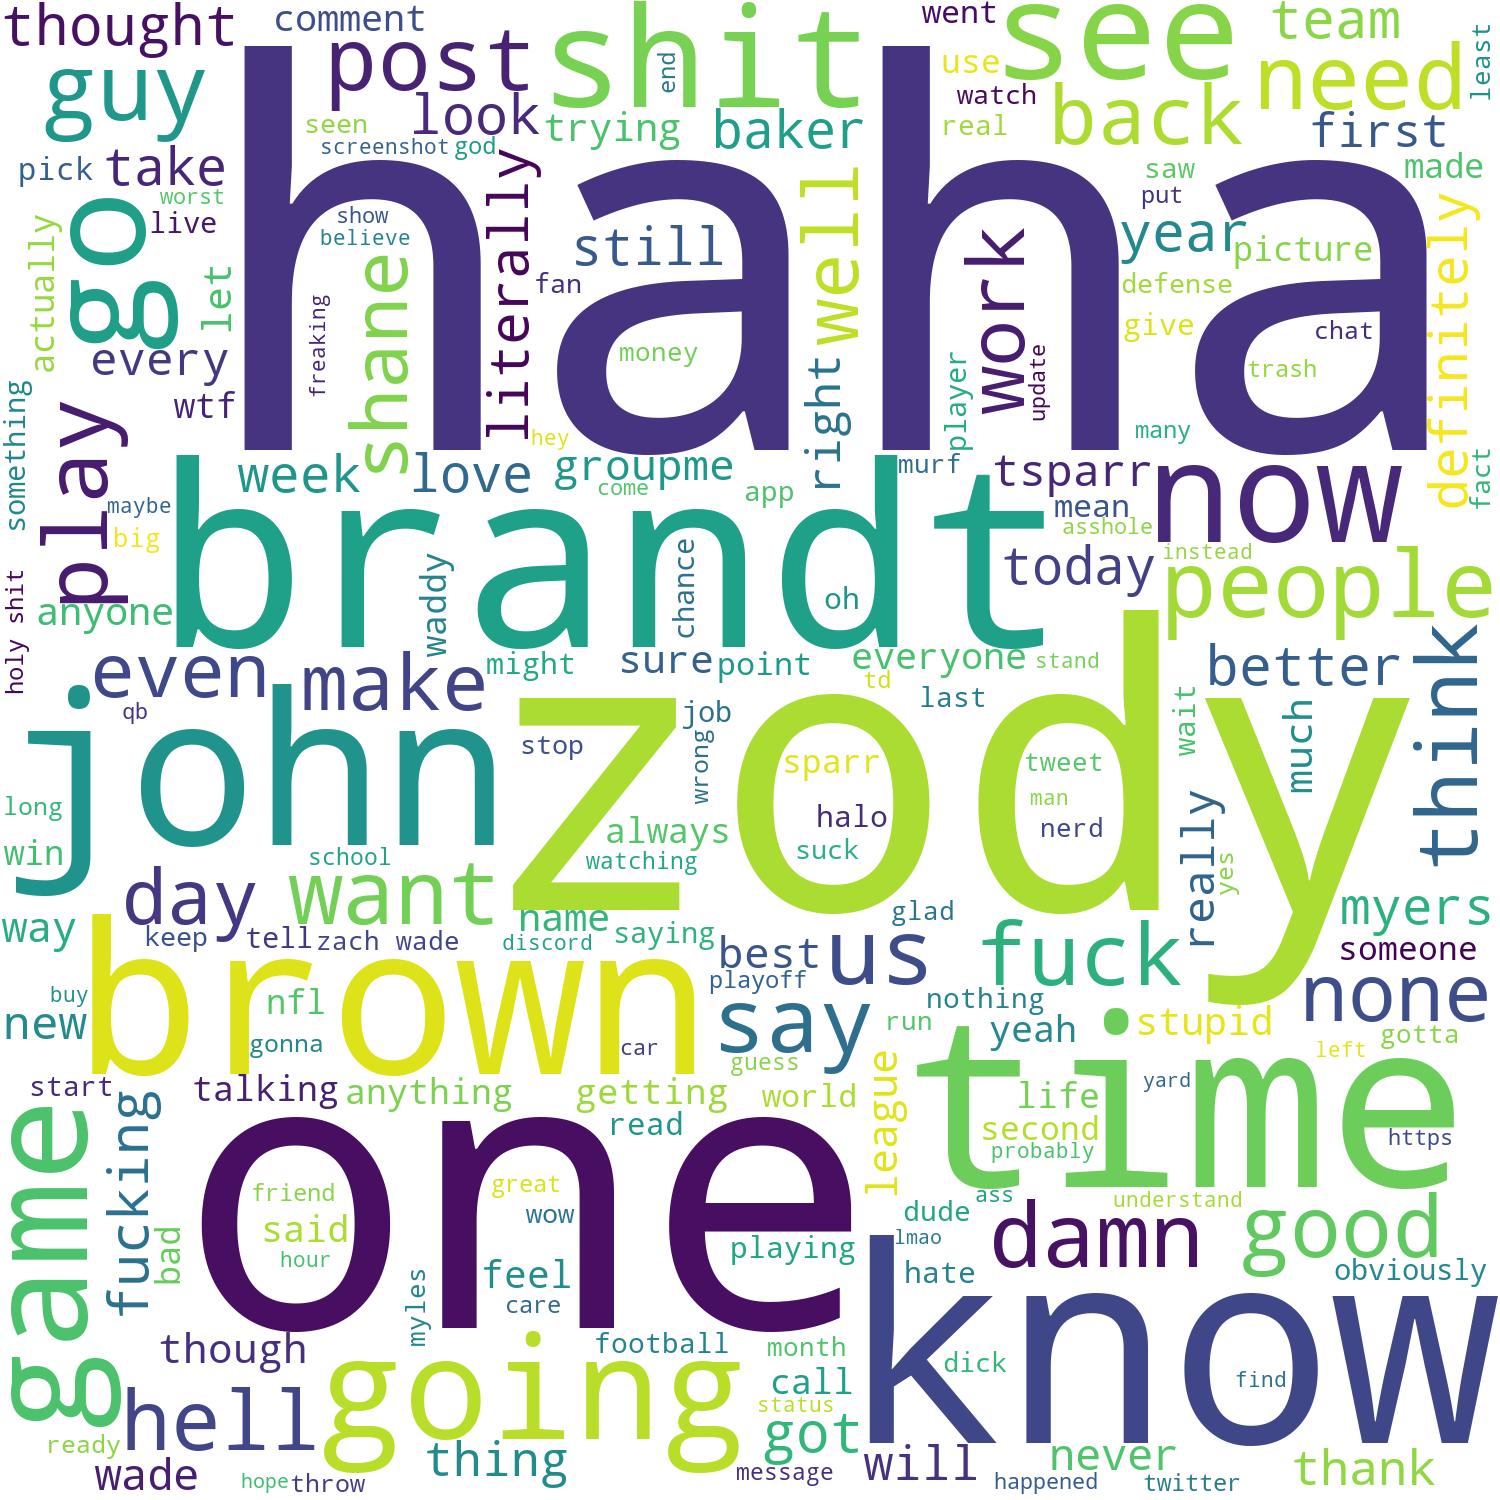 thought
comment
went
see
team
shit
post
guy
end
use
need
least
look
watch
back
seen
trying
baker
real
first
screenshot
god
pick
take
saw
made
worst
put
haha
live
show
go
believe
still
well
year
picture
definitely
actually
let
literally
shane
fan
work
defense
freaking
give
chat
every
money
update
trash
play
wtf
right
player
something
hey
many
week
love
groupme
murf
tsparr
now
fact
come
app
maybe
mean
brandt
asshole
big
chance
today
instead
people
holy shit
waddy
oh
anyone
even
make
might
sure
point
everyone
stand
better
think
td
last
qb
john
job
wait
much
stop
wrong
zody
sparr
tweet
man
long
halo
nerd
always
suck
win
school
watching
really
yes
day
want
name
glad
myers
way
keep
tell
zach wade
discord
saying
best
us
fuck
someone
playoff
none
buy
brown
nfl
say
nothing
new
run
yeah
time
stupid
gotta
gonna
car
guess
left
start
talking
anything
getting
world
league
life
yard
game
fucking
read
second
https
one
probably
friend
great
ass
understand
said
wow
dude
damn
good
bad
hour
playing
lmao
feel
hate
obviously
myles
care
know
though
football
month
dick
going
call
find
hell
status
ready
got
thing
never
wade
hope
throw
message
will
happened
twitter
thank